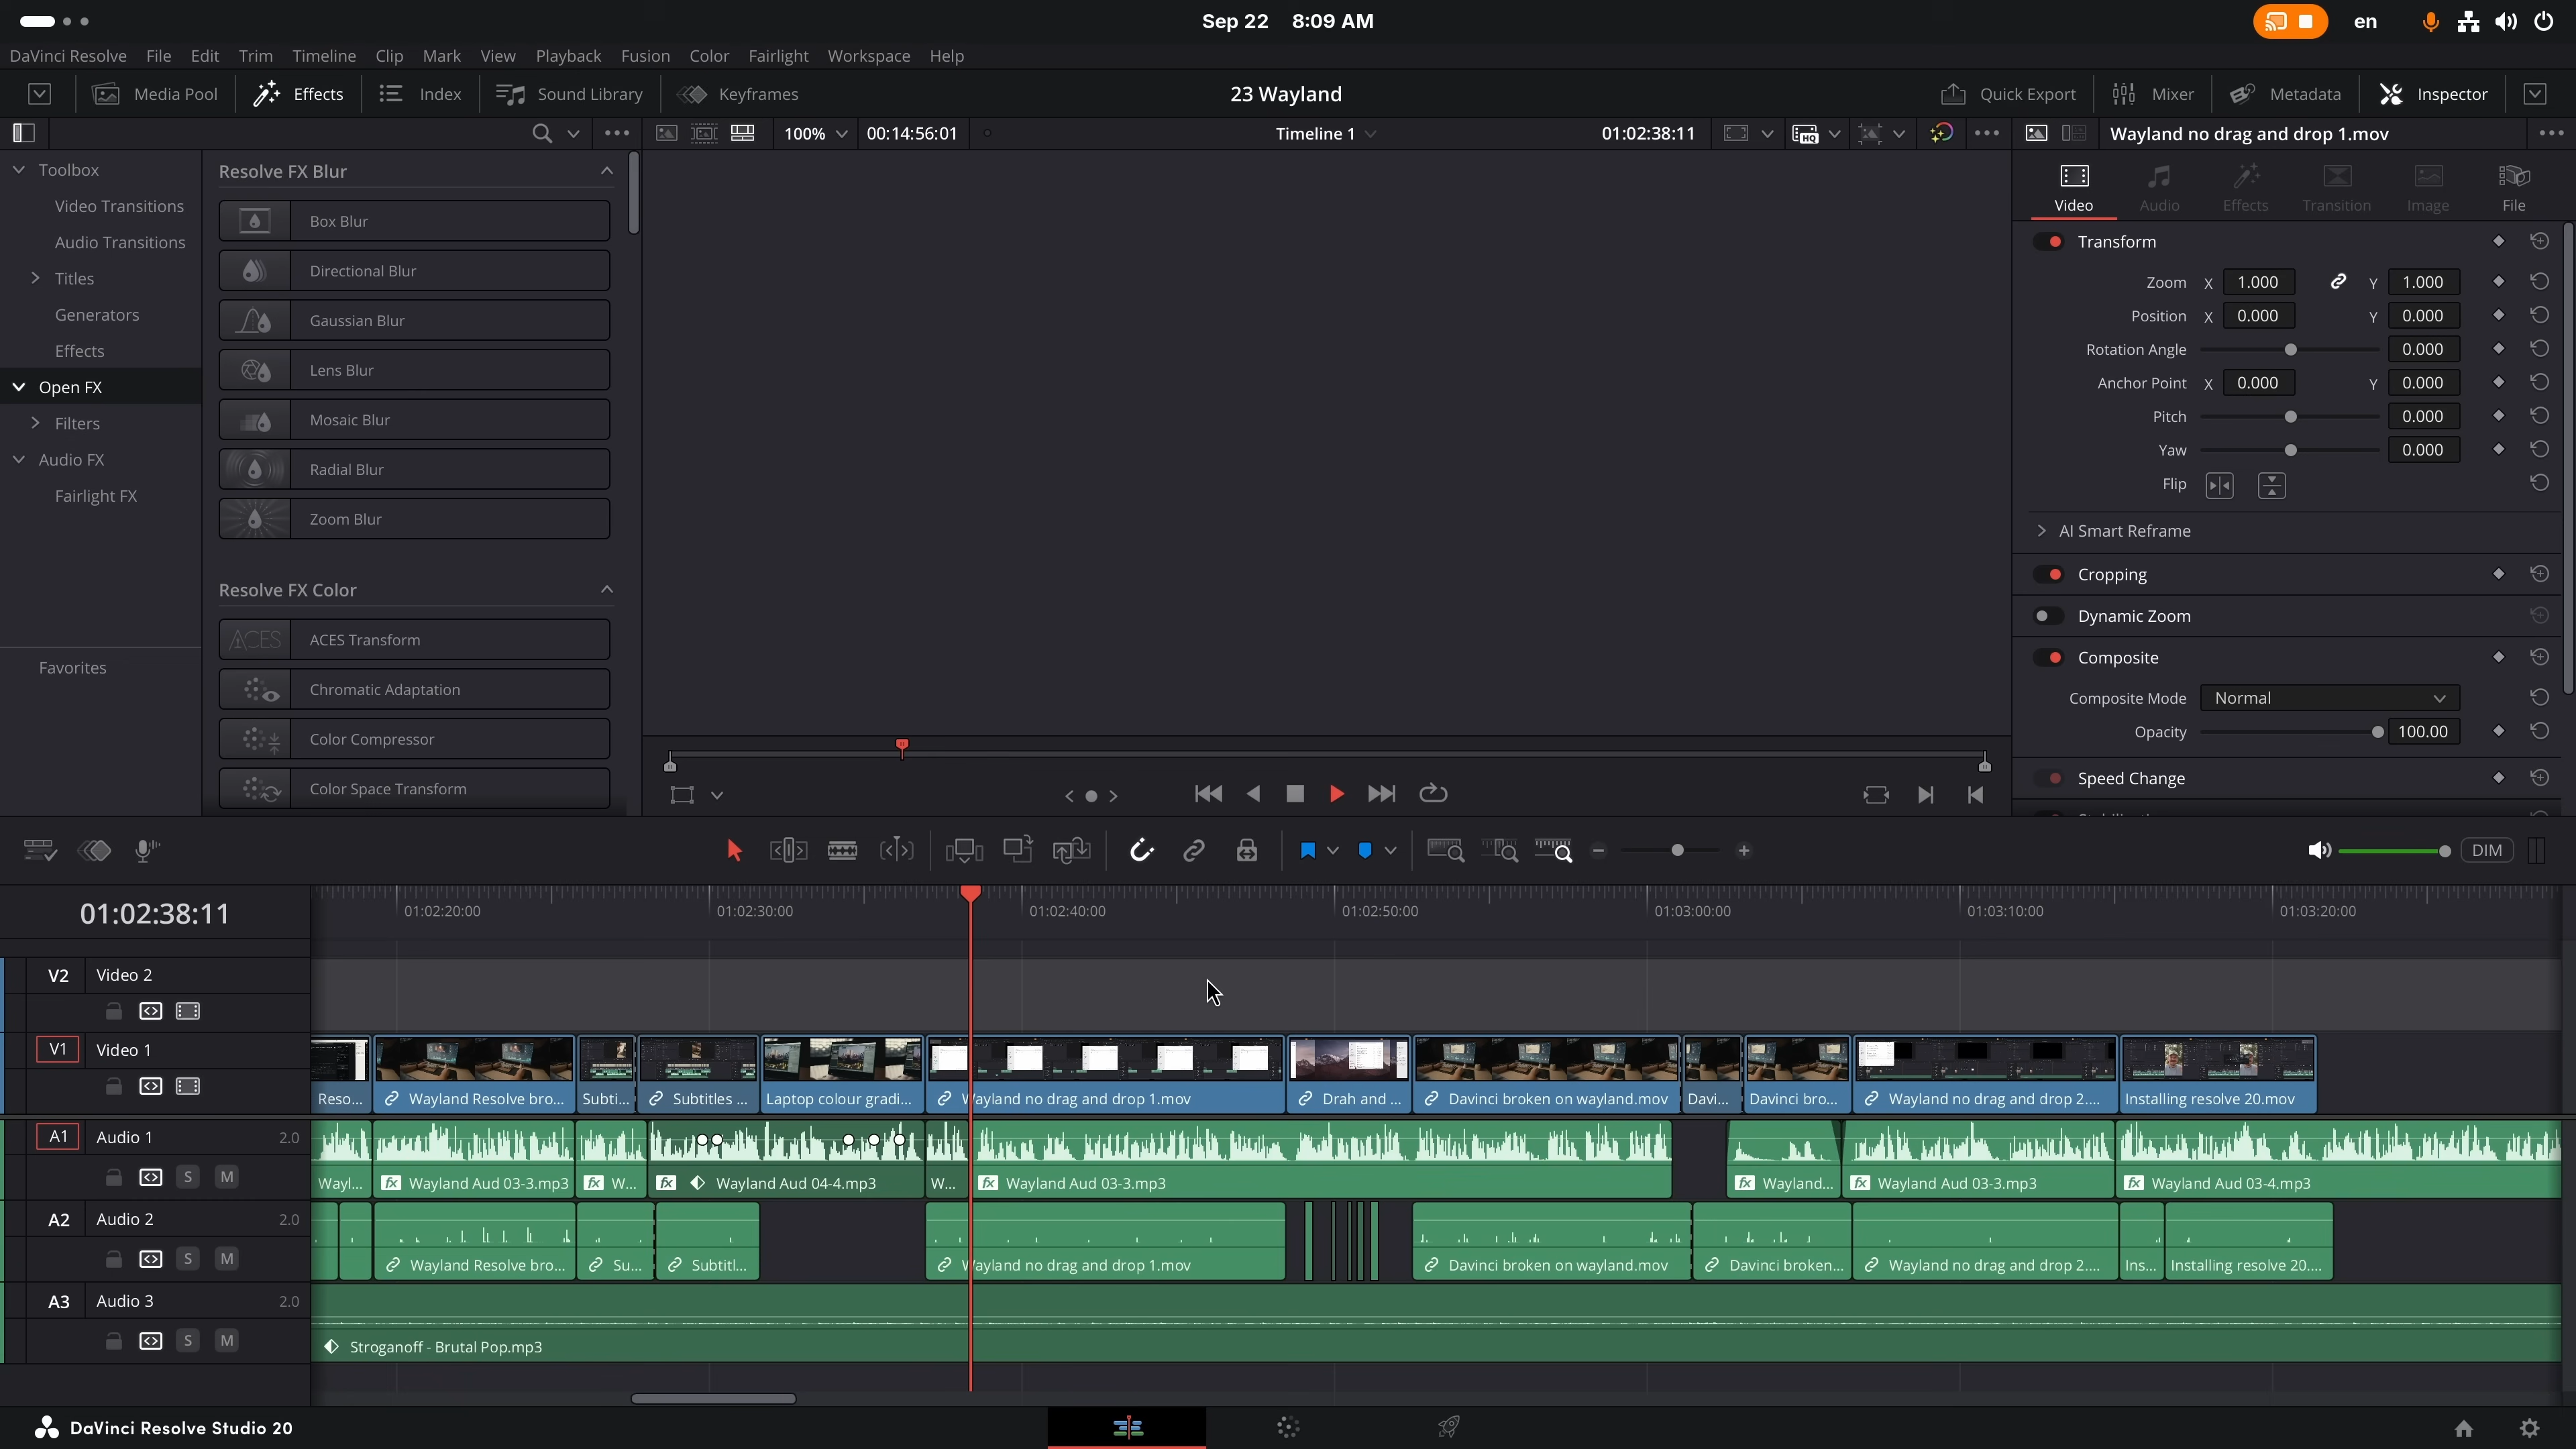 Sep 22 8:09 AM
en
DaVinci Resolve File Edit Trim Timeline Clip Mark View Playback Fusion Color Fairlight Workspace Help
Media Pool Effects Index Sound Library Keyframes 23 Wayland Quick Export Mixer Metadata Inspector
100% 00:14:56:01 Timeline 1 01:02:38:11 HQ Wayland no drag and drop 1.mov
Toolbox
Video Transitions
Audio Transitions
Titles
Generators
Effects
Open FX
Filters
Audio FX
Fairlight FX
Favorites
Resolve FX Blur
Box Blur
Directional Blur
Gaussian Blur
Lens Blur
Mosaic Blur
Radial Blur
Zoom Blur
Resolve FX Color
ACES ACES Transform
Chromatic Adaptation
Color Compressor
Color Space Transform
Video Audio Effects Transition Image File
Transform
Zoom X 1.000 Y 1.000
Position X 0.000 Y 0.000
Rotation Angle 0.000
Anchor Point X 0.000 Y 0.000
Pitch 0.000
Yaw 0.000
Flip
AI Smart Reframe
Cropping
Dynamic Zoom
Composite
Composite Mode Normal
Opacity 100.00
Speed Change
DIM
01:02:38:11
01:02:20:00 01:02:30:00 01:02:40:00 01:02:50:00 01:03:00:00 01:03:10:00 01:03:20:00
V2 Video 2
V1 Video 1
Reso... Wayland Resolve bro... Subti... Subtitles ... Laptop colour gradi... Wayland no drag and drop 1.mov Drah and ... Davinci broken on wayland.mov Davi... Davinci bro... Wayland no drag and drop 2.... Installing resolve 20.mov
A1 Audio 1 2.0
S M
Wayl... fx Wayland Aud 03-3.mp3 fx W... fx Wayland Aud 04-4.mp3 W... fx Wayland Aud 03-3.mp3 fx Wayland... fx Wayland Aud 03-3.mp3 fx Wayland Aud 03-4.mp3
A2 Audio 2 2.0
S M
Wayland Resolve bro... Su... Subtitl... Wayland no drag and drop 1.mov Davinci broken on wayland.mov Davinci broken... Wayland no drag and drop 2.... Ins... Installing resolve 20....
A3 Audio 3 2.0
S M
Stroganoff - Brutal Pop.mp3
DaVinci Resolve Studio 20